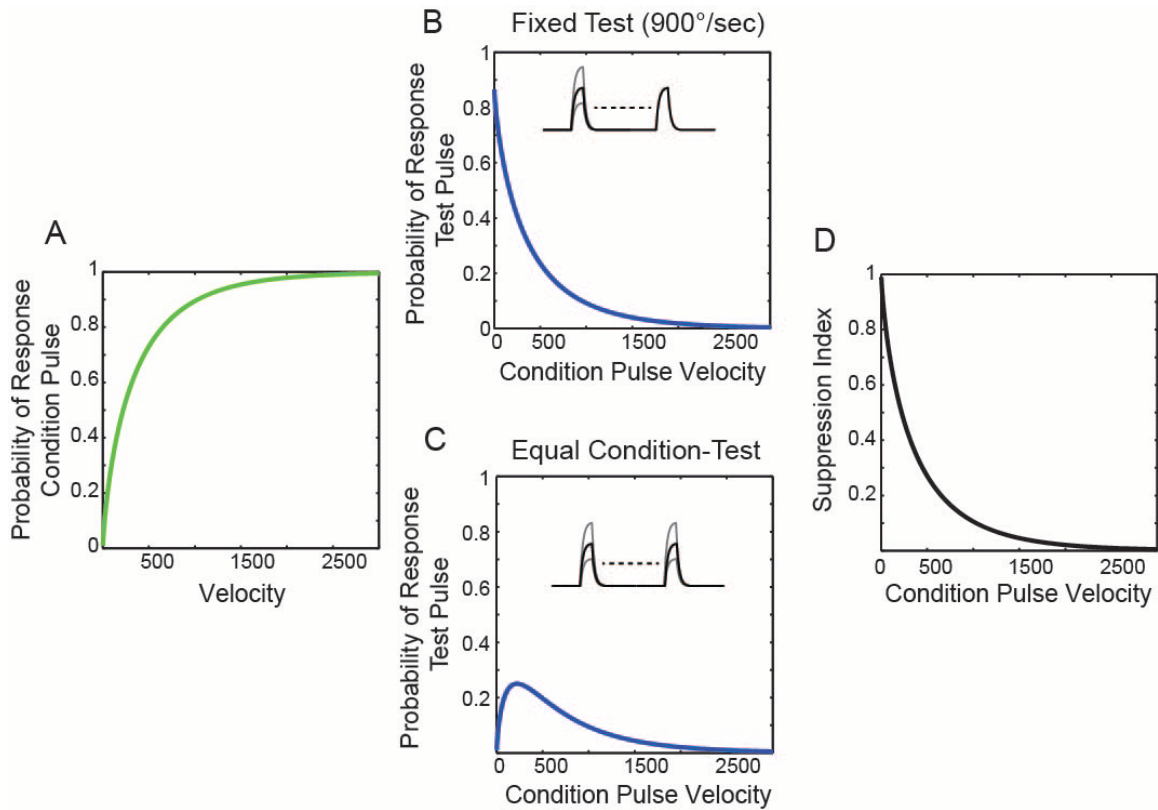 A
1
0.8
0.6
0.4
0.2
0
500
1500
2500
Probability of Response
Condition Pulse
Velocity
B
Fixed Test (900°/sec)
1
0.8
0.6
0.4
0.2
0
0
500
1500
2500
Probability of Response
Test Pulse
Condition Pulse Velocity
C
Equal Condition-Test
1
0.8
0.6
0.4
0.2
0
0
500
1500
2500
Probability of Response
Test Pulse
Condition Pulse Velocity
D
1
0.8
0.6
0.4
0.2
0
500
1500
2500
Suppression Index
Condition Pulse Velocity